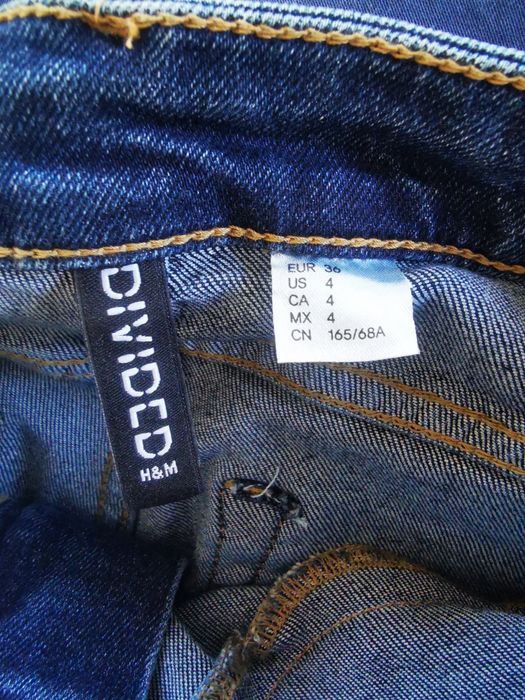 DIVIDED
H&M
EUR 36
US 4
CA 4
MX 4
CN 165/68A